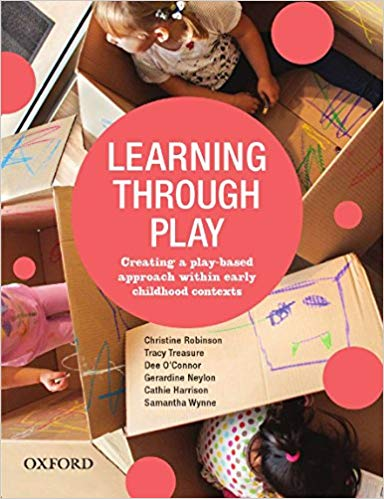 LEARNING
THROUGH
PLAY
Creating a play-based
approach within early
childhood contexts
Christine Robinson
Tracy Treasure
Dee O'Connor
Gerardine Neylon
Cathie Harrison
Samantha Wynne
OXFORD